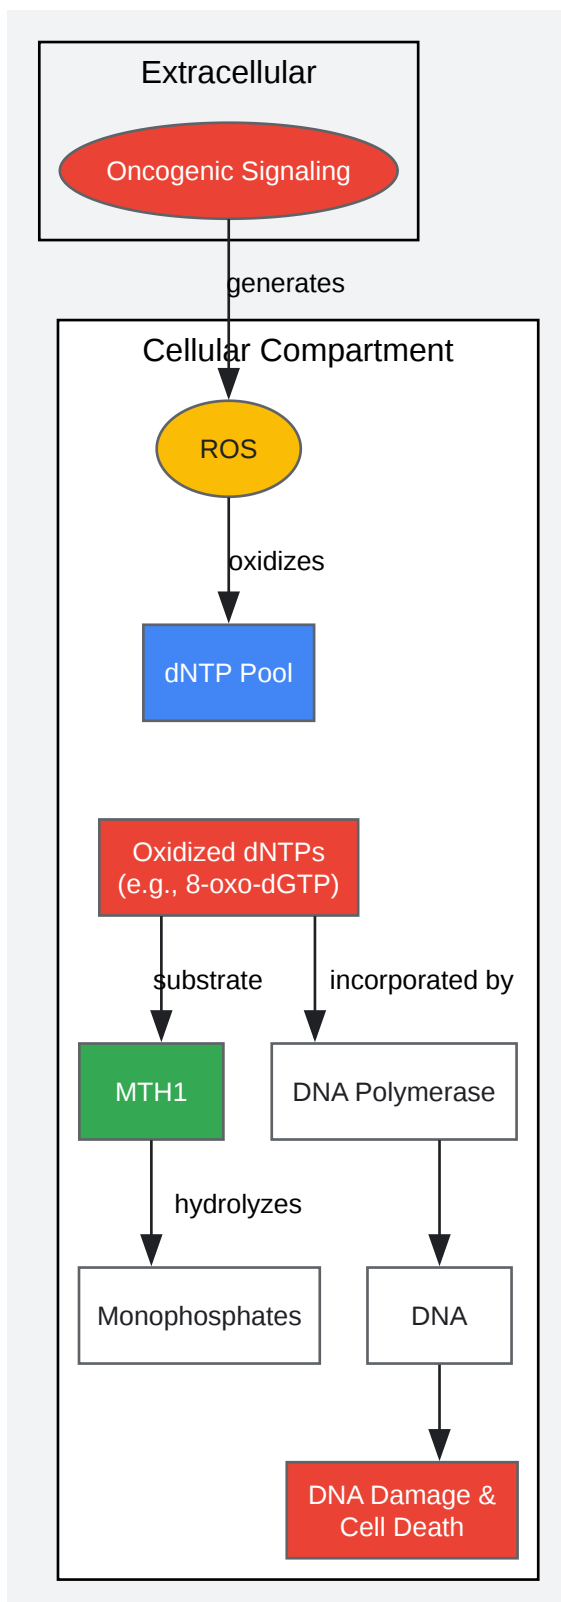 Extracellular
Oncogenic Signaling
generates
Cellular Compartment
ROS
oxidizes
dNTP Pool
Oxidized dNTPs
(e.g., 8-oxo-dGTP)
substrate
incorporated by
MTH1
DNA Polymerase
hydrolyzes
Monophosphates
DNA
DNA Damage &
Cell Death